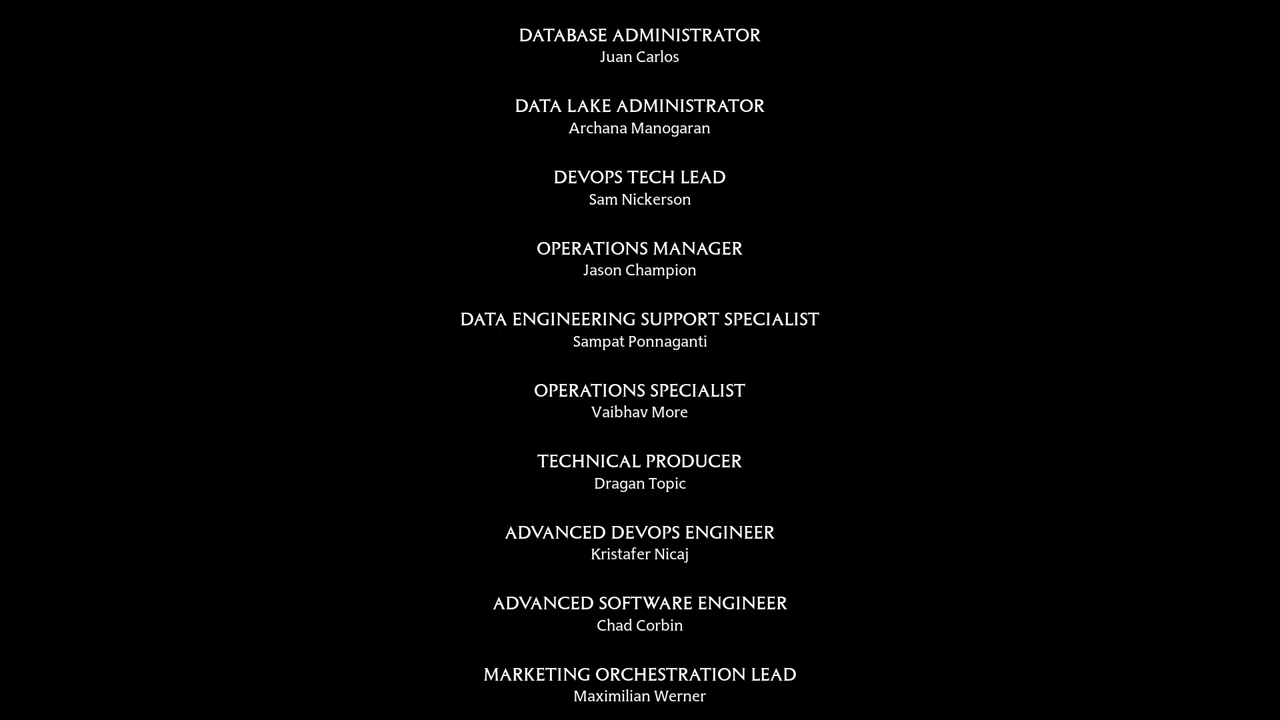 DATABASE ADMINISTRATOR
Juan Carlos
DATA LAKE ADMINISTRATOR
Archana Manogaran
DEVOPS TECH LEAD
Sam Nickerson
OPERATIONS MANAGER
Jason Champion
DATA ENGINEERING SUPPORT SPECIALIST
Sampat Ponnaganti
OPERATIONS SPECIALIST
Vaibhav More
TECHNICAL PRODUCER
Dragan Topic
ADVANCED DEVOPS ENGINEER
Kristafer Nicaj
ADVANCED SOFTWARE ENGINEER
Chad Corbin
MARKETING ORCHESTRATION LEAD
Maximilian Werner